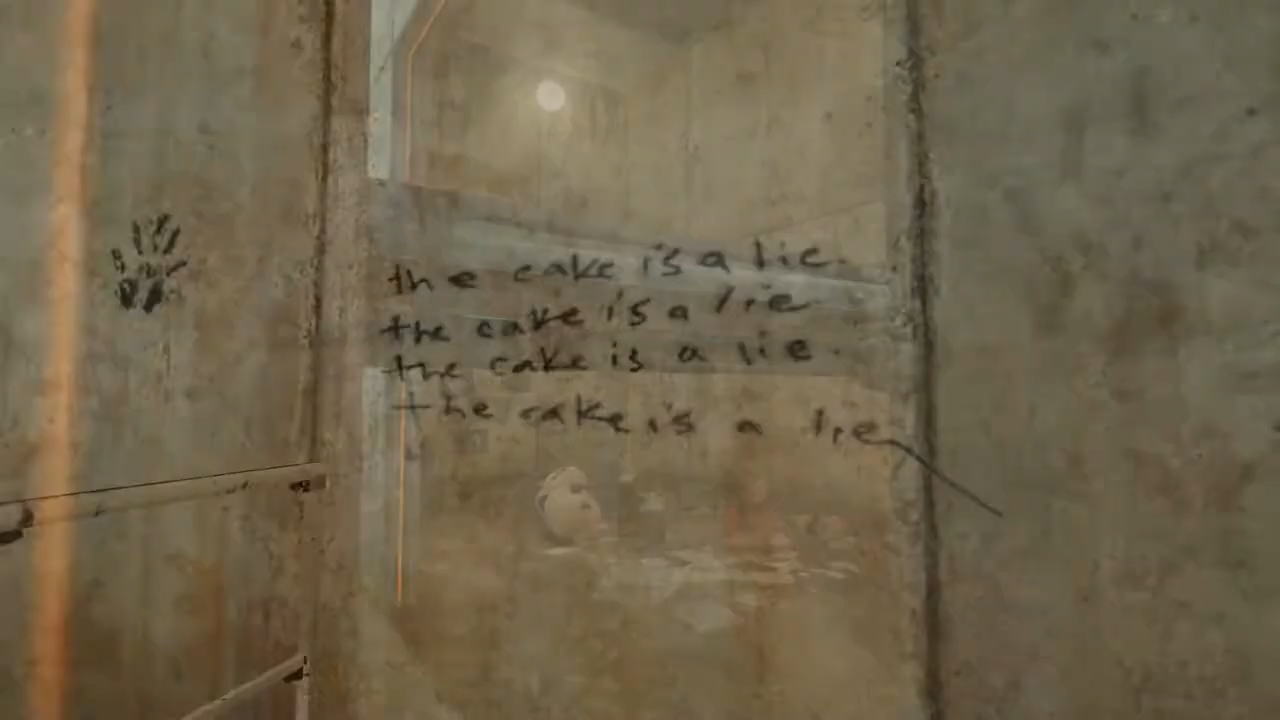 the cake is a lie.
the cake is a lie
the cake is a lie.
the cake is a lie